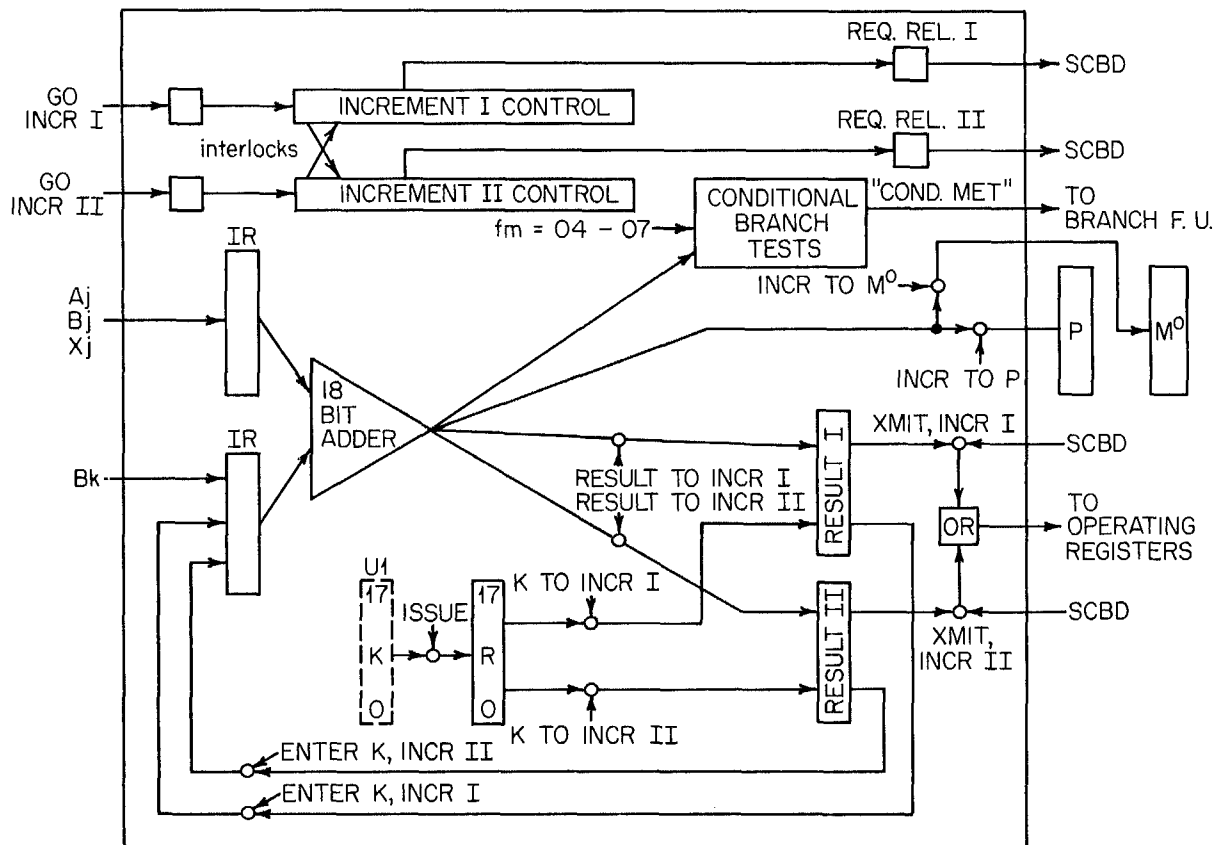 REQ. REL. I
SCBD
GO
INCR I
INCREMENT I CONTROL
REQ. REL. II
interlocks
SCBD
GO
INCR II
INCREMENT II CONTROL
"COND. MET"
TO
BRANCH F. U.
CONDITIONAL
BRANCH
TESTS
fm = 04 - 07
IR
INCR TO M⁰
Aj
Bj
Xj
P
M⁰
INCR TO P
18
BIT
ADDER
IR
XMIT, INCR I
SCBD
RESULT I
Bk
RESULT TO INCR I
RESULT TO INCR II
OR
TO
OPERATING
REGISTERS
U1
17
K
0
ISSUE
17
R
0
K TO INCR I
K TO INCR II
RESULT II
SCBD
XMIT,
INCR II
ENTER K, INCR II
ENTER K, INCR I